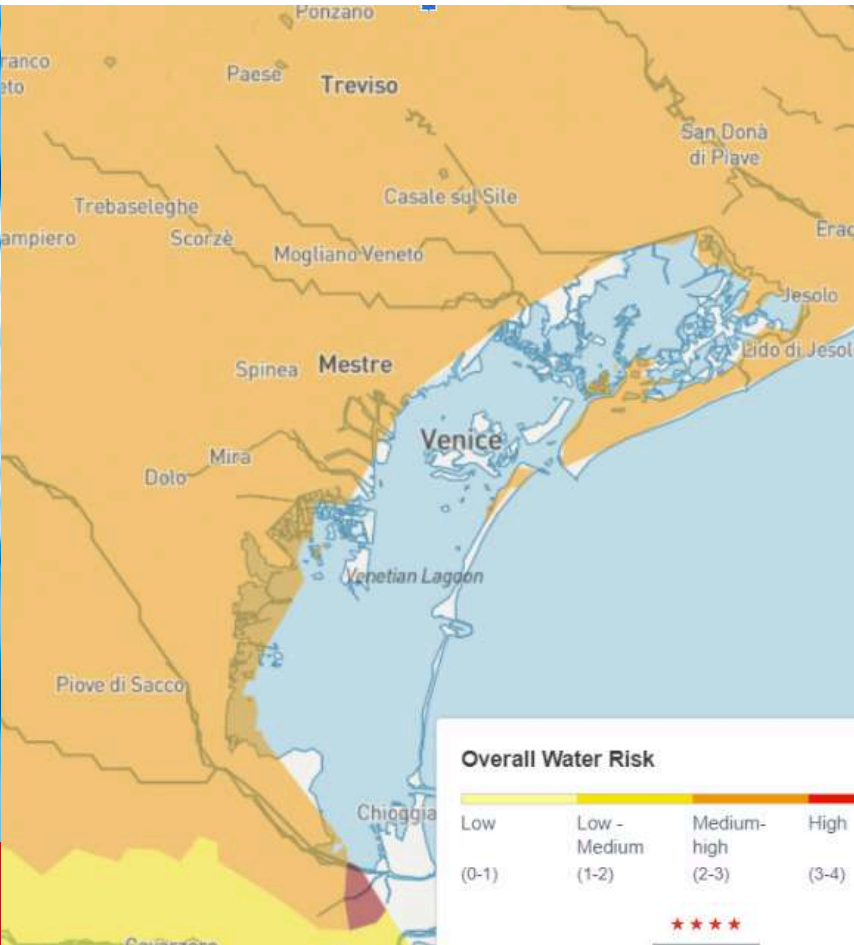 Ponzano
ranco
eto
Paese
Treviso
San Donà
di Piave
Trebaseleghe
Casale sul Sile
ampiero
Scorzè
Mogliano Veneto
Erac
Jesolo
Lido di Jesol
Spinea
Mestre
Venice
Mira
Dolo
Venetian Lagoon
Piove di Sacco
Chioggia
Cavarzere
Overall Water Risk
Low
Low -
Medium
Medium-
high
High
(0-1)
(1-2)
(2-3)
(3-4)